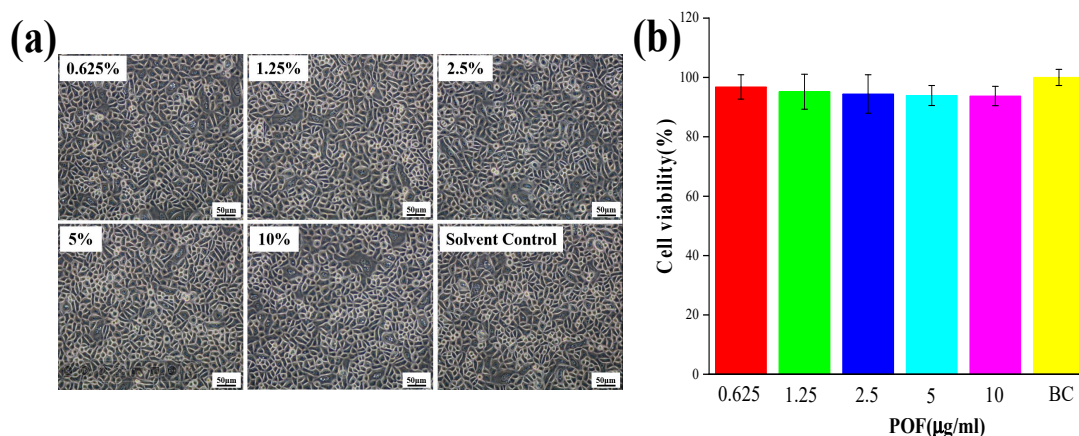 (a)
0.625%
1.25%
2.5%
50μm
50μm
50μm
5%
10%
Solvent Control
50μm
50μm
50μm
(b)
Cell viability(%)
120
100
80
60
40
20
0
0.625
1.25
2.5
5
10
BC
POF(μg/ml)